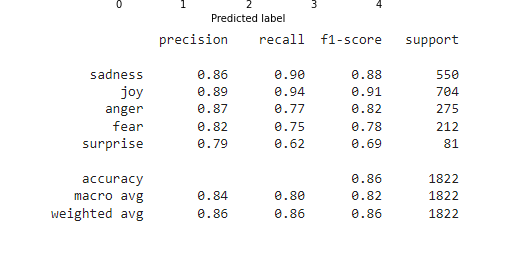 0 1 2 3 4
Predicted label
precision recall f1-score support
sadness 0.86 0.90 0.88 550
joy 0.89 0.94 0.91 704
anger 0.87 0.77 0.82 275
fear 0.82 0.75 0.78 212
surprise 0.79 0.62 0.69 81
accuracy 0.86 1822
macro avg 0.84 0.80 0.82 1822
weighted avg 0.86 0.86 0.86 1822